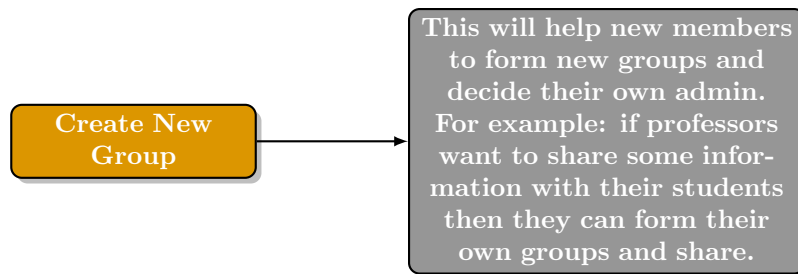 Create New
Group
This will help new members
to form new groups and
decide their own admin.
For example: if professors
want to share some infor-
mation with their students
then they can form their
own groups and share.